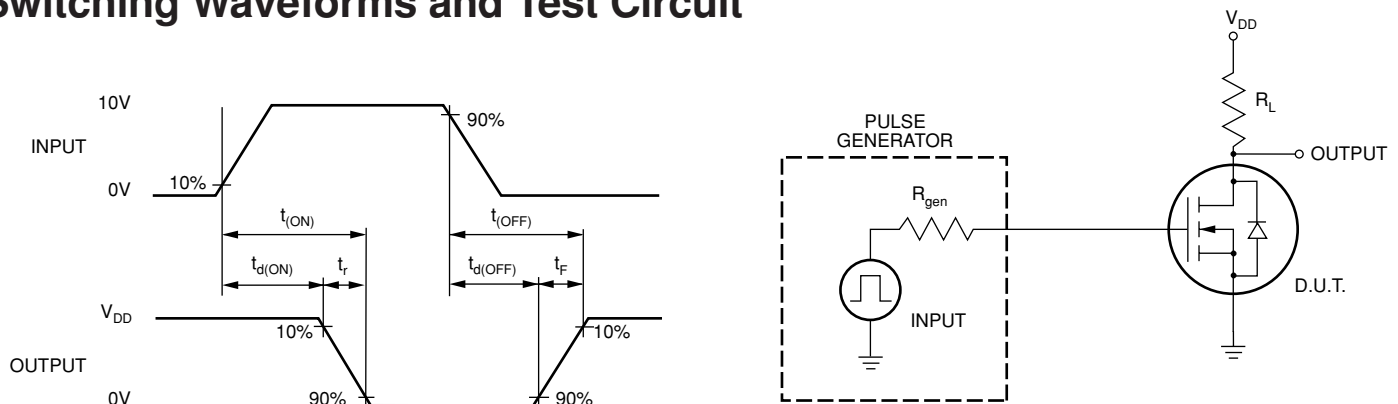 Switching Waveforms and Test Circuit
10V
INPUT
0V
10%
90%
t(ON)
t(OFF)
td(ON)
tr
td(OFF)
tF
VDD
10%
10%
OUTPUT
0V
90%
90%
PULSE
GENERATOR
Rgen
INPUT
VDD
RL
OUTPUT
D.U.T.